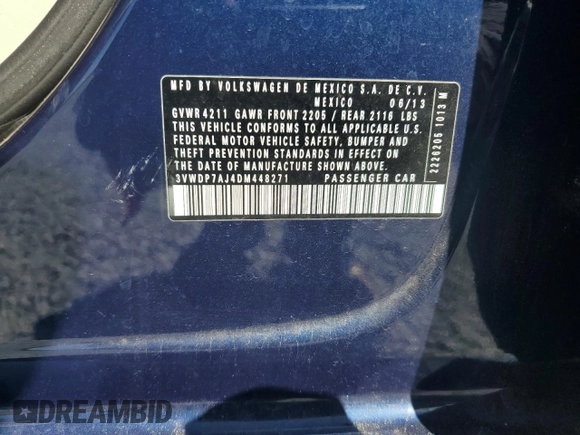 MFD BY VOLKSWAGEN DE MEXICO S.A. DE C.V.
MEXICO 06/13
GVWR 4211 GAWR FRONT 2205 / REAR 2116 LBS
THIS VEHICLE CONFORMS TO ALL APPLICABLE U.S.
FEDERAL MOTOR VEHICLE SAFETY, BUMPER AND
THEFT PREVENTION STANDARDS IN EFFECT ON
THE DATE OF MANUFACTURE SHOWN ABOVE.
3VWDP7AJ4DM448271 PASSENGER CAR
2226205 1013 M
DREAMBID